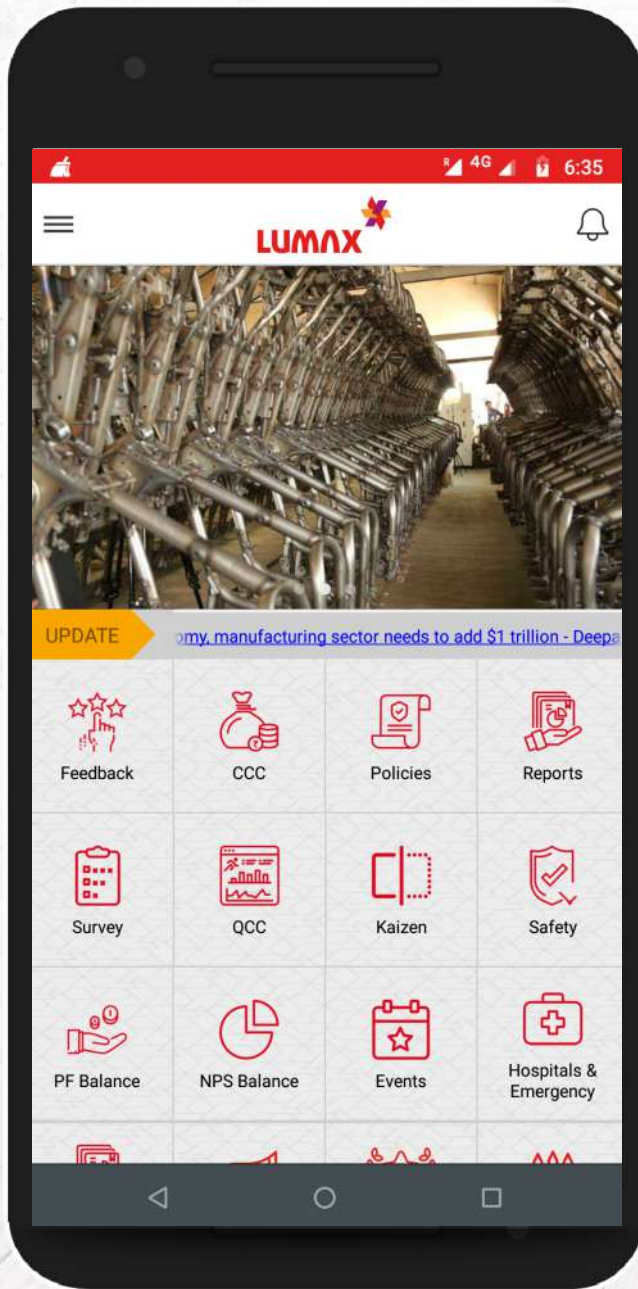 R 4G 6:35
LUMAX
UPDATE omy, manufacturing sector needs to add $1 trillion - Deepa
Feedback CCC Policies Reports
Survey QCC Kaizen Safety
PF Balance NPS Balance Events Hospitals &
Emergency